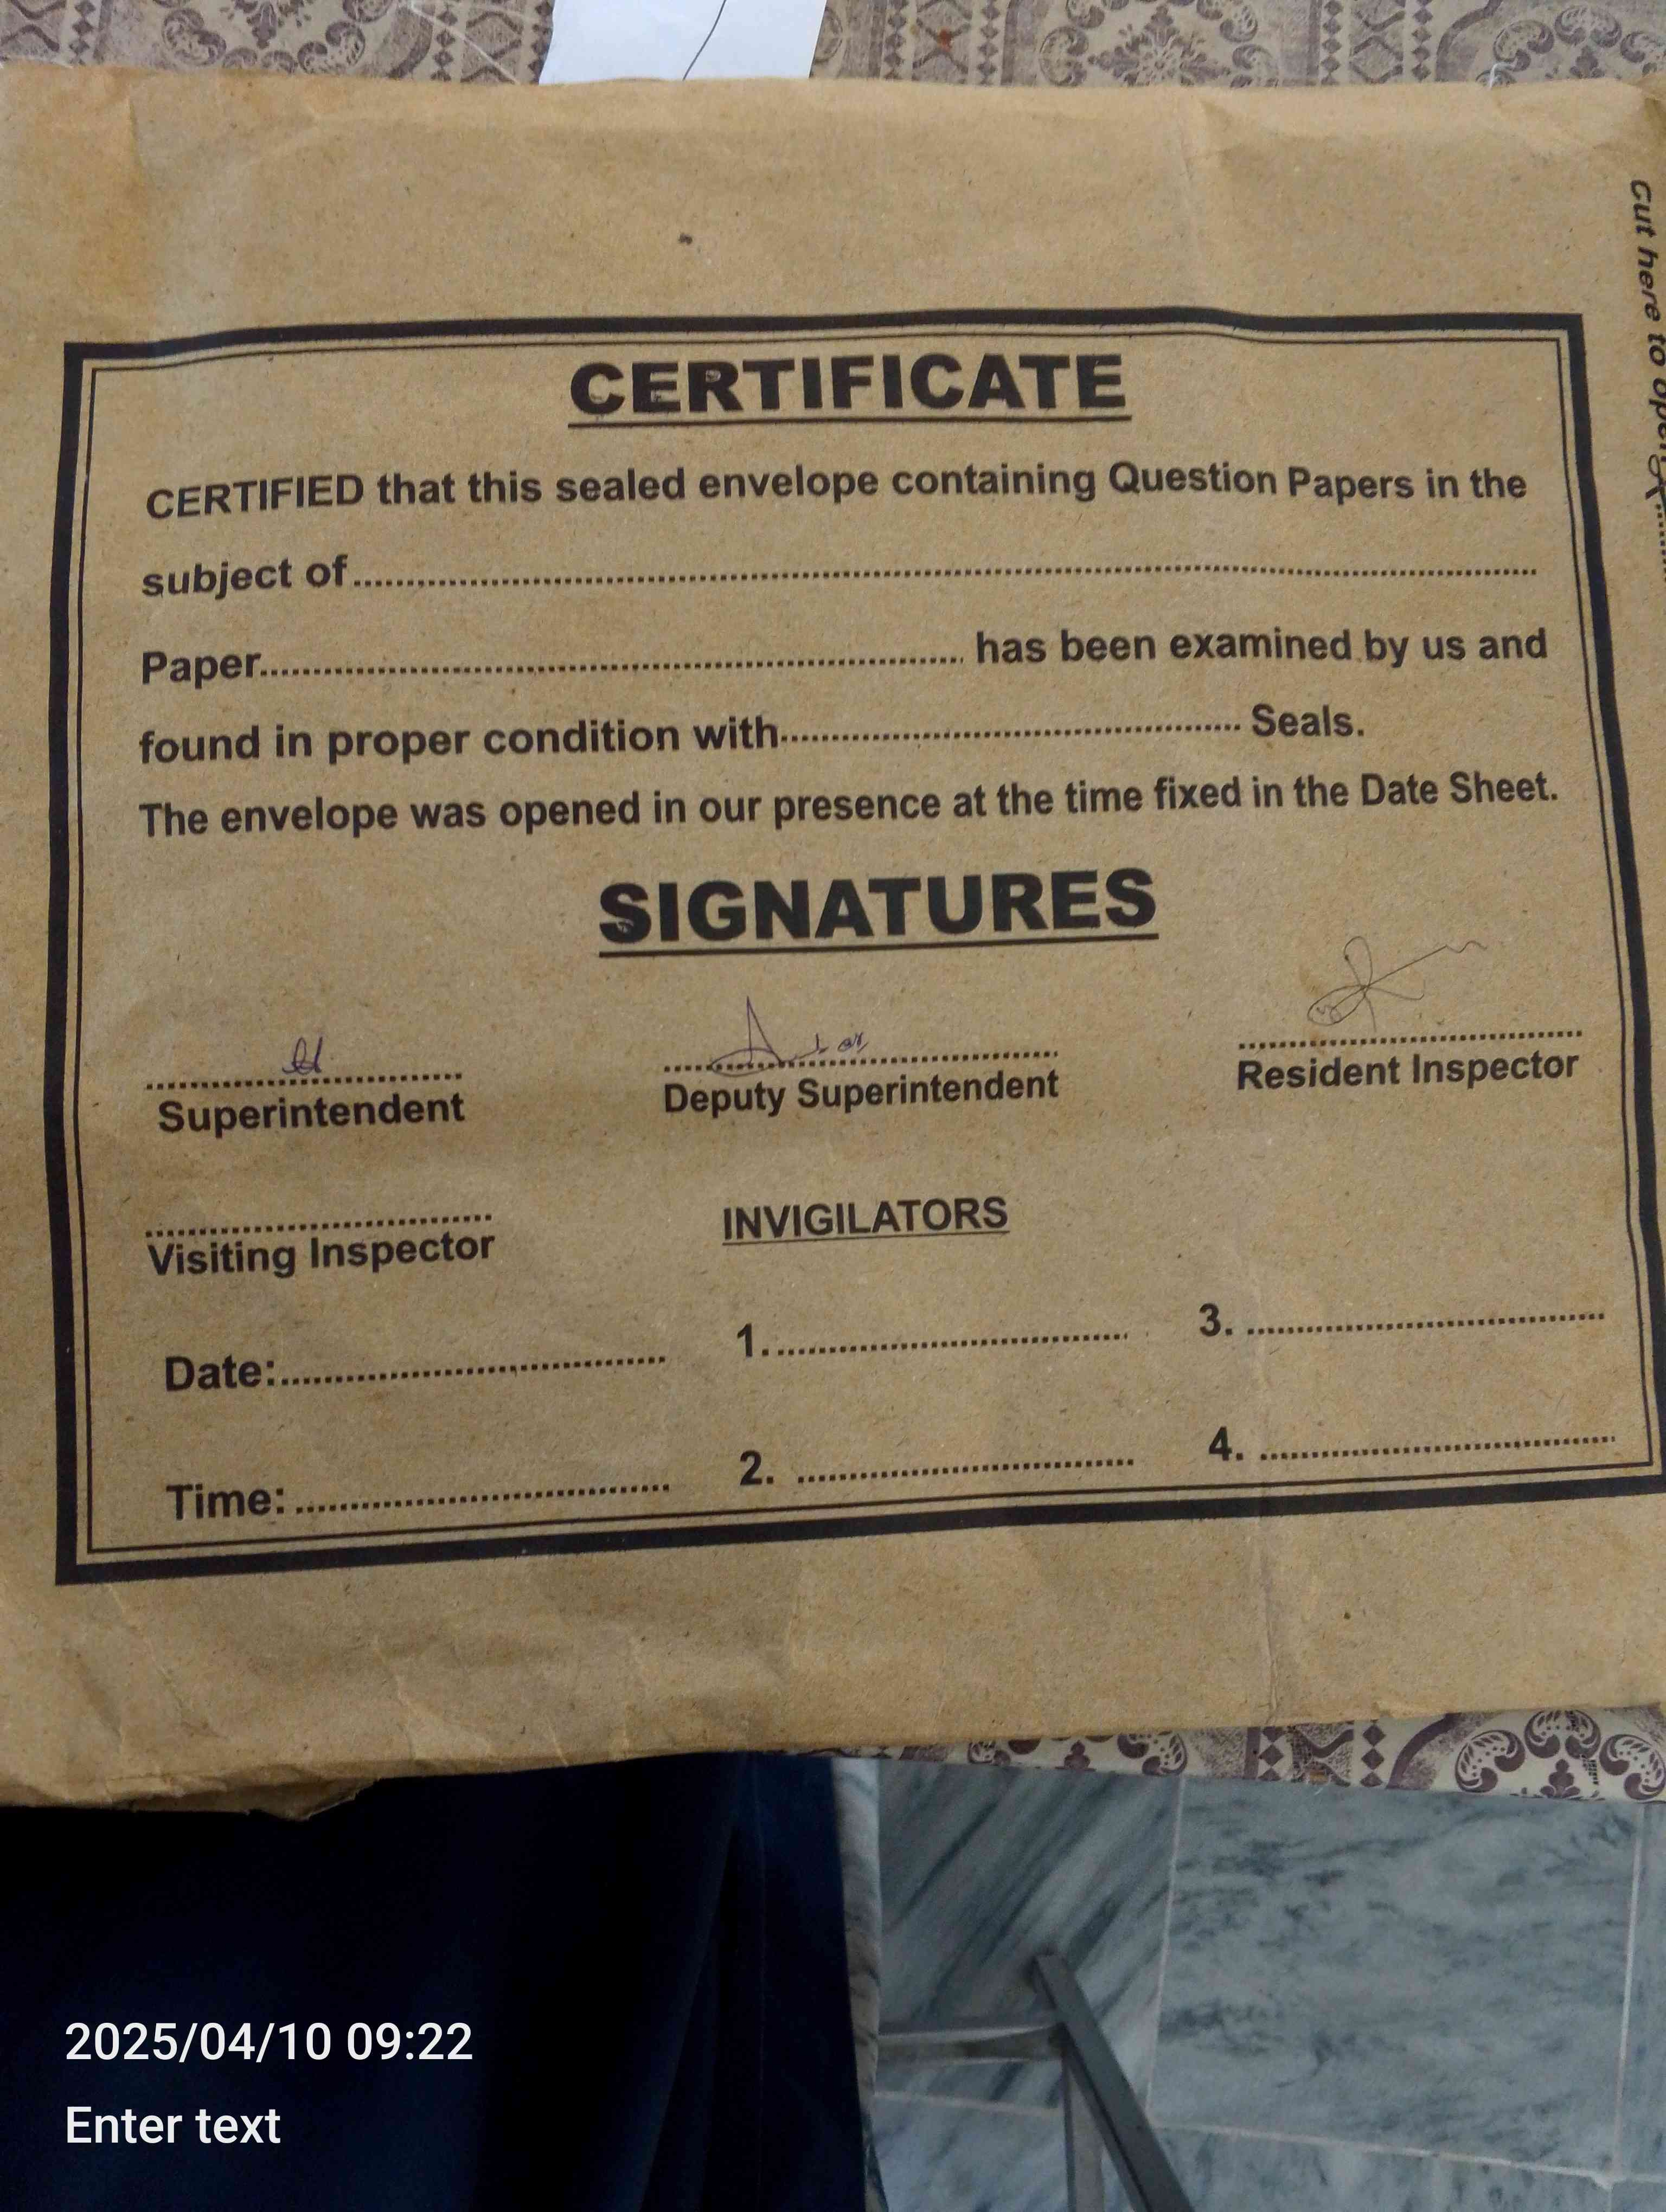 Cut here to open
CERTIFICATE
CERTIFIED that this sealed envelope containing Question Papers in the
subject of........................................................
Paper........................................ has been examined by us and
found in proper condition with........................................ Seals.
The envelope was opened in our presence at the time fixed in the Date Sheet.
SIGNATURES
Superintendent
Deputy Superintendent
Resident Inspector
Visiting Inspector
INVIGILATORS
Date:..............................
1...............................
3. ..............................
Time:..............................
2. ..............................
4. ..............................
2025/04/10 09:22
Enter text